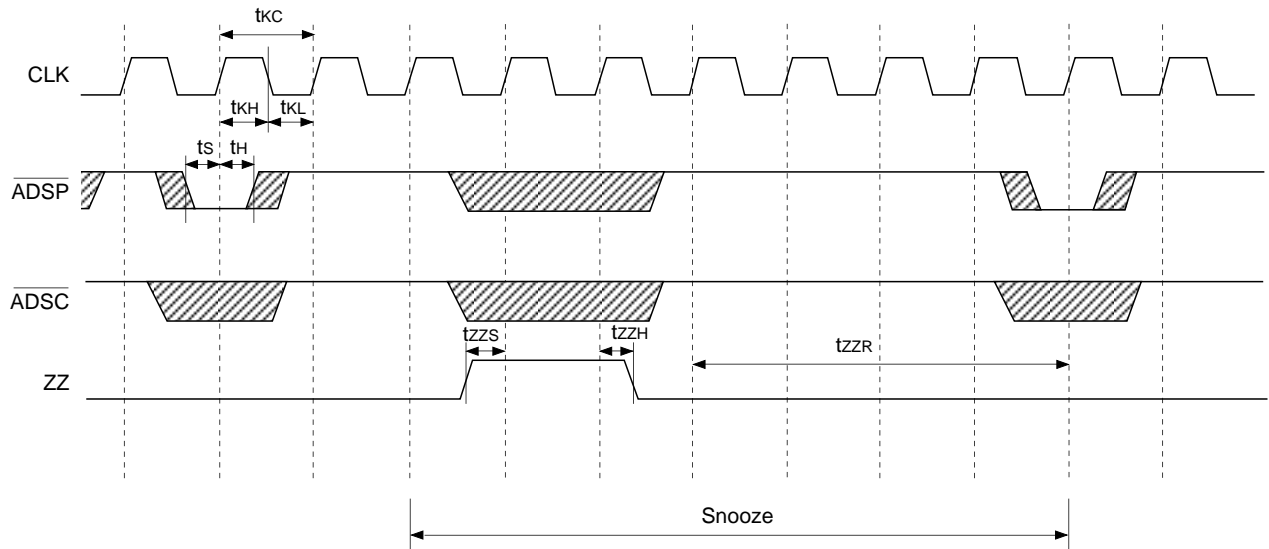 tKC
CLK
tKH tKL
tS tH
ADSP
ADSC
tZZS tZZH
tZZR
ZZ
Snooze